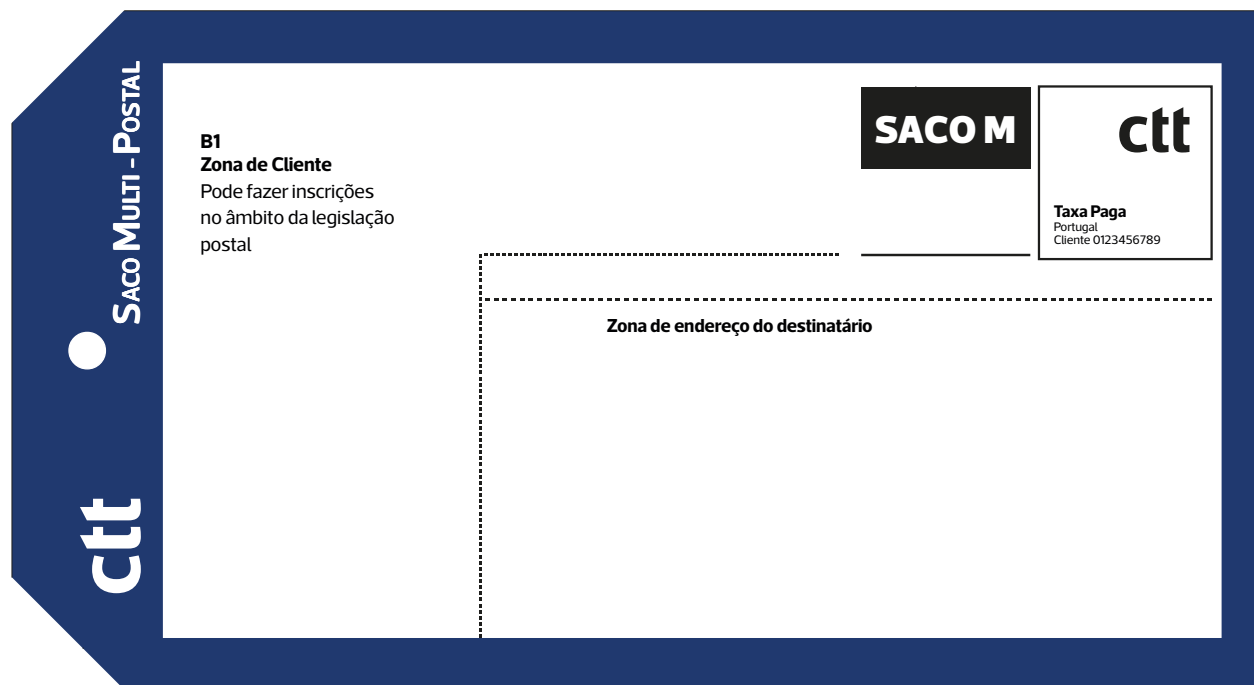 SACO MULTI - POSTAL
ctt
B1
Zona de Cliente
Pode fazer inscrições
no âmbito da legislação
postal
SACO M
ctt
Taxa Paga
Portugal
Cliente 0123456789
Zona de endereço do destinatário